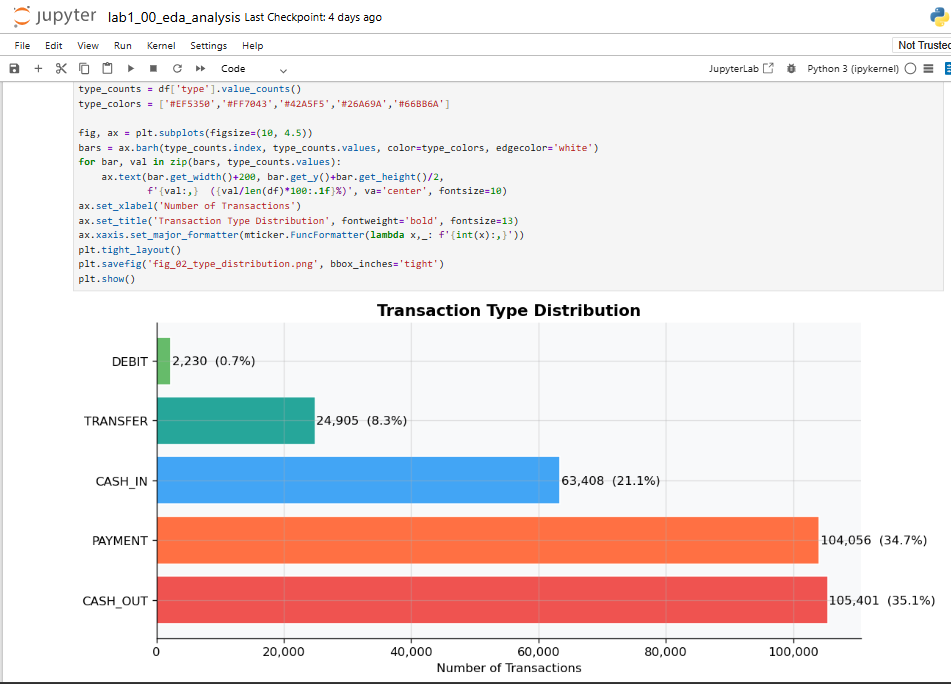 jupyter lab1_00_eda_analysis Last Checkpoint: 4 days ago
File Edit View Run Kernel Settings Help Not Trusted
Code JupyterLab Python 3 (ipykernel)
type_counts = df['type'].value_counts()
type_colors = ['#EF5350','#FF7043','#42A5F5','#26A69A','#66BB6A']
fig, ax = plt.subplots(figsize=(10, 4.5))
bars = ax.barh(type_counts.index, type_counts.values, color=type_colors, edgecolor='white')
for bar, val in zip(bars, type_counts.values):
    ax.text(bar.get_width()+200, bar.get_y()+bar.get_height()/2,
            f'{val:,}  ({val/len(df)*100:.1f}%)', va='center', fontsize=10)
ax.set_xlabel('Number of Transactions')
ax.set_title('Transaction Type Distribution', fontweight='bold', fontsize=13)
ax.xaxis.set_major_formatter(mticker.FuncFormatter(lambda x,_: f'{int(x):,}'))
plt.tight_layout()
plt.savefig('fig_02_type_distribution.png', bbox_inches='tight')
plt.show()
Transaction Type Distribution
DEBIT 2,230 (0.7%)
TRANSFER 24,905 (8.3%)
CASH_IN 63,408 (21.1%)
PAYMENT 104,056 (34.7%)
CASH_OUT 105,401 (35.1%)
0 20,000 40,000 60,000 80,000 100,000
Number of Transactions